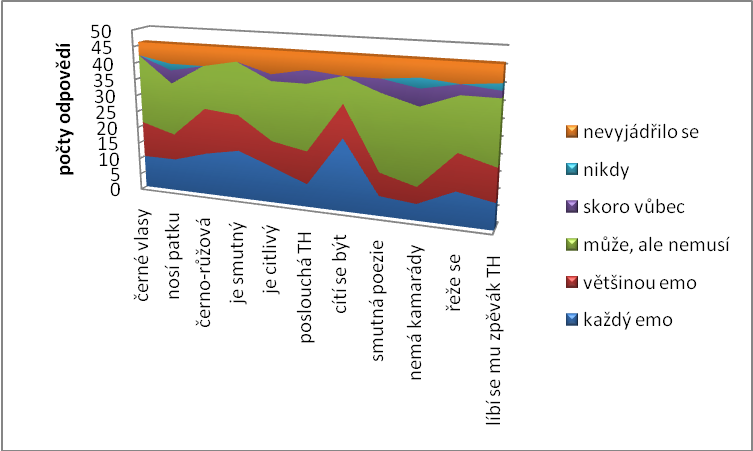 počty odpovědí
50
45
40
35
30
25
20
15
10
5
0
černé vlasy
nosí patku
černo-růžová
je smutný
je citlivý
poslouchá TH
cítí se být
smutná poezie
nemá kamarády
řeže se
líbí se mu zpěvák TH
nevyjádřilo se
nikdy
skoro vůbec
může, ale nemusí
většinou emo
každý emo